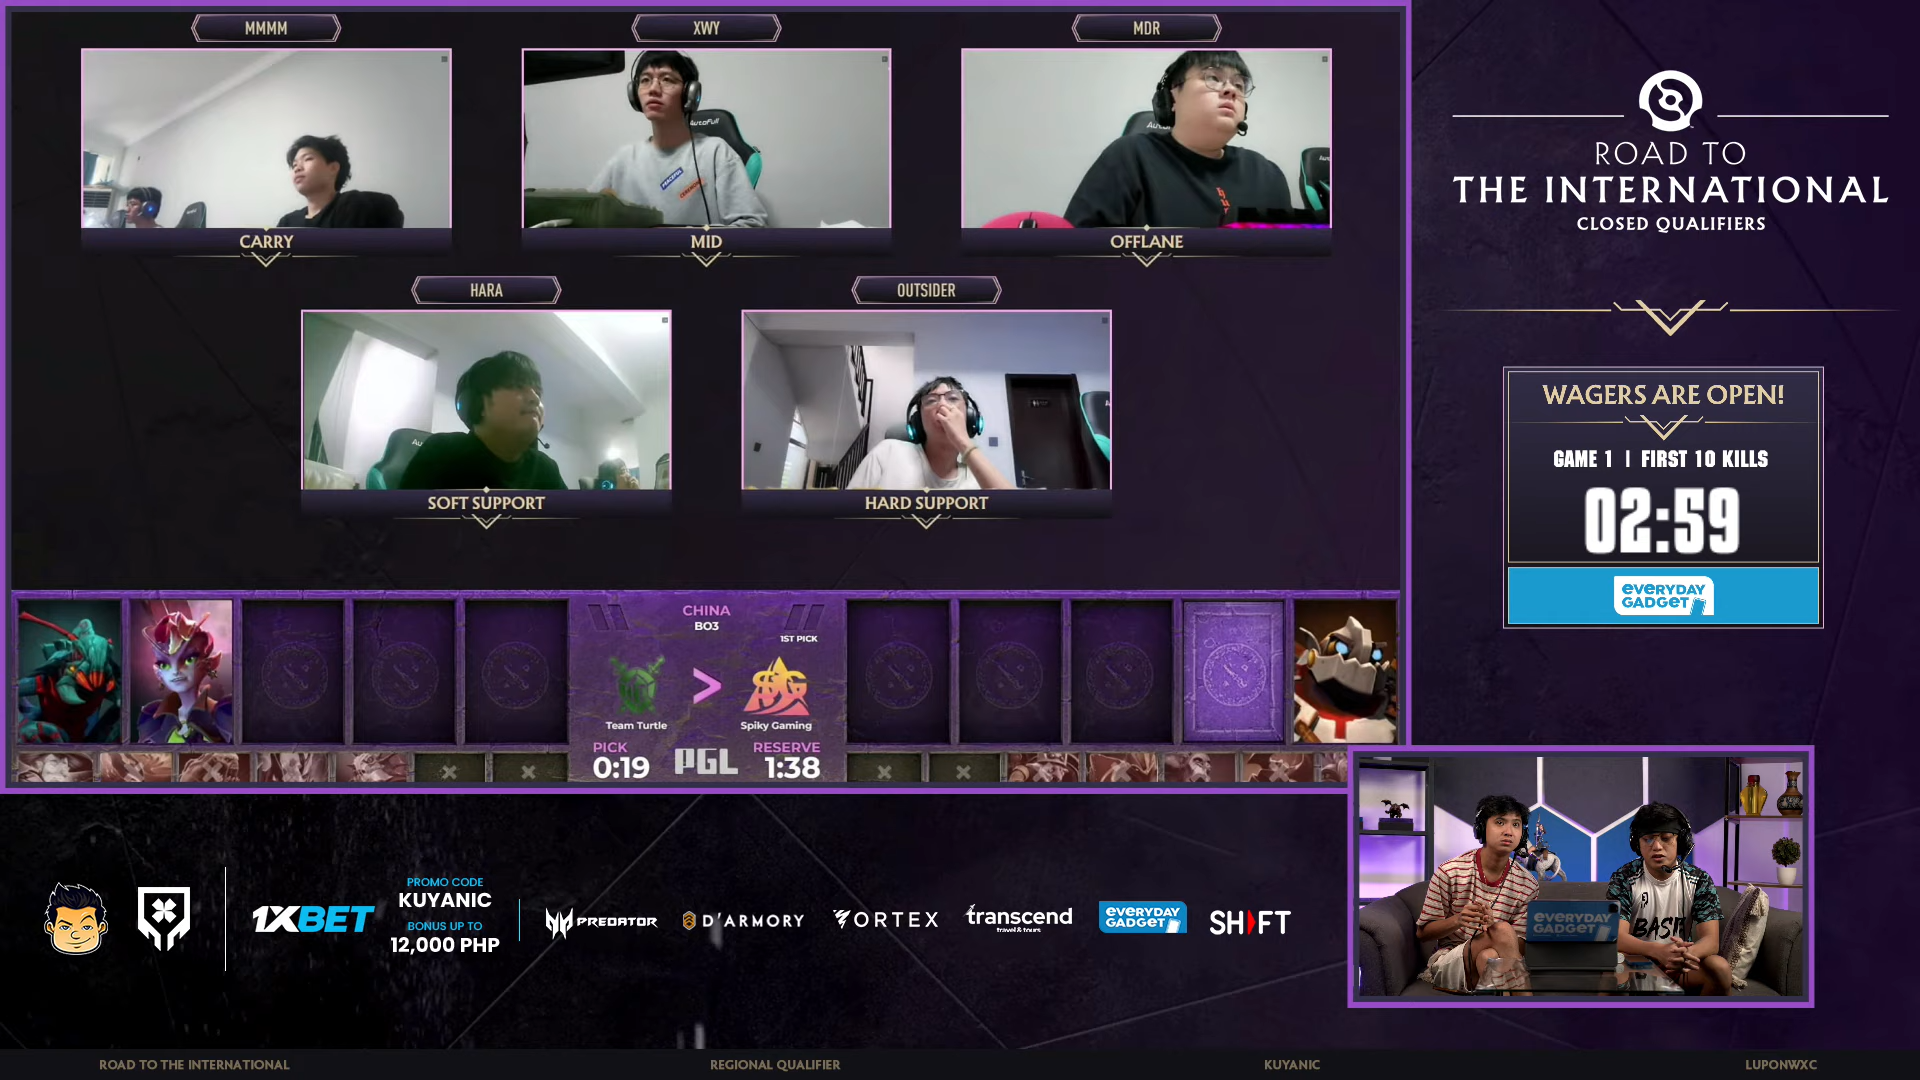 MMMM
XWY
MDR
AutoFull
CARRY
MID
OFFLANE
HARA
OUTSIDER
SOFT SUPPORT
HARD SUPPORT
CHINA
BO3
1ST PICK
Team Turtle
>
Spiky Gaming
PICK
0:19
PGL
RESERVE
1:38
ROAD TO
THE INTERNATIONAL
CLOSED QUALIFIERS
WAGERS ARE OPEN!
GAME 1 | FIRST 10 KILLS
02:59
EVERYDAY
GADGET
1XBET
PROMO CODE
KUYANIC
BONUS UP TO
12,000 PHP
PREDATOR
D'ARMORY
VORTEX
transcend
travel & tours
EVERYDAY
GADGET
SHIFT
EVERYDAY
GADGET
ROAD TO THE INTERNATIONAL
REGIONAL QUALIFIER
KUYANIC
LUPONWXC